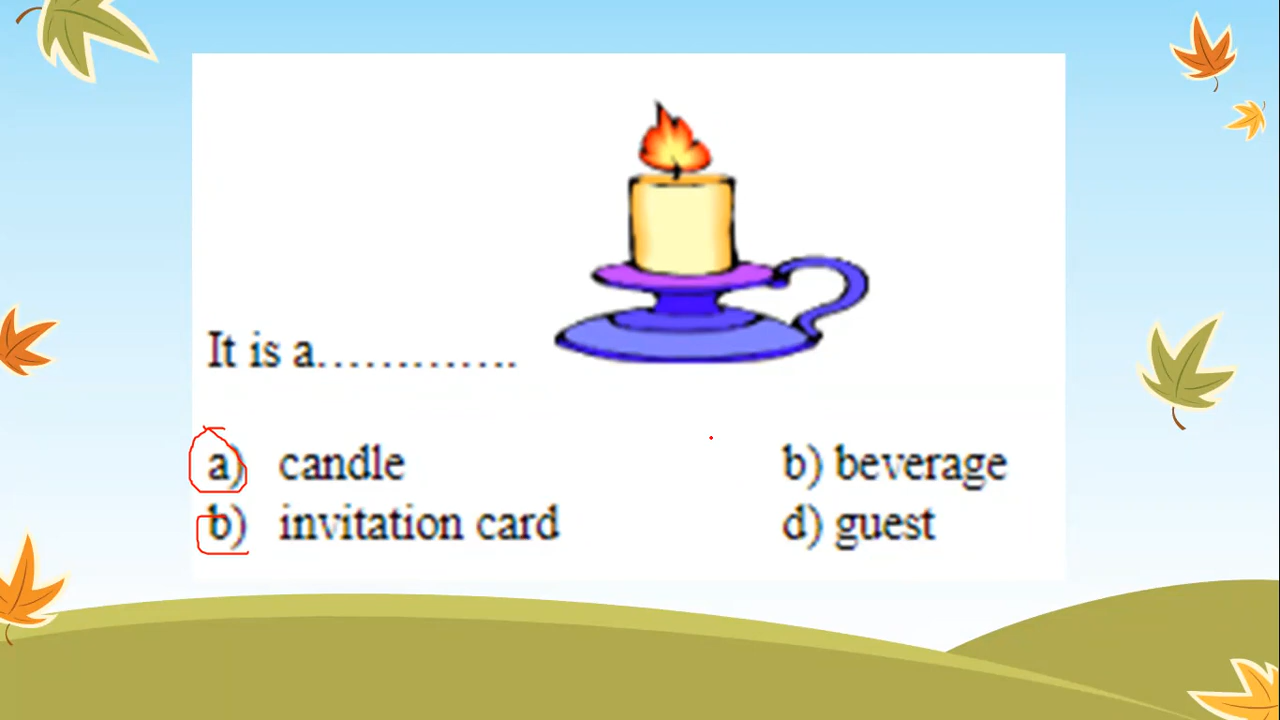 It is a.............
a) candle b) beverage
b) invitation card d) guest